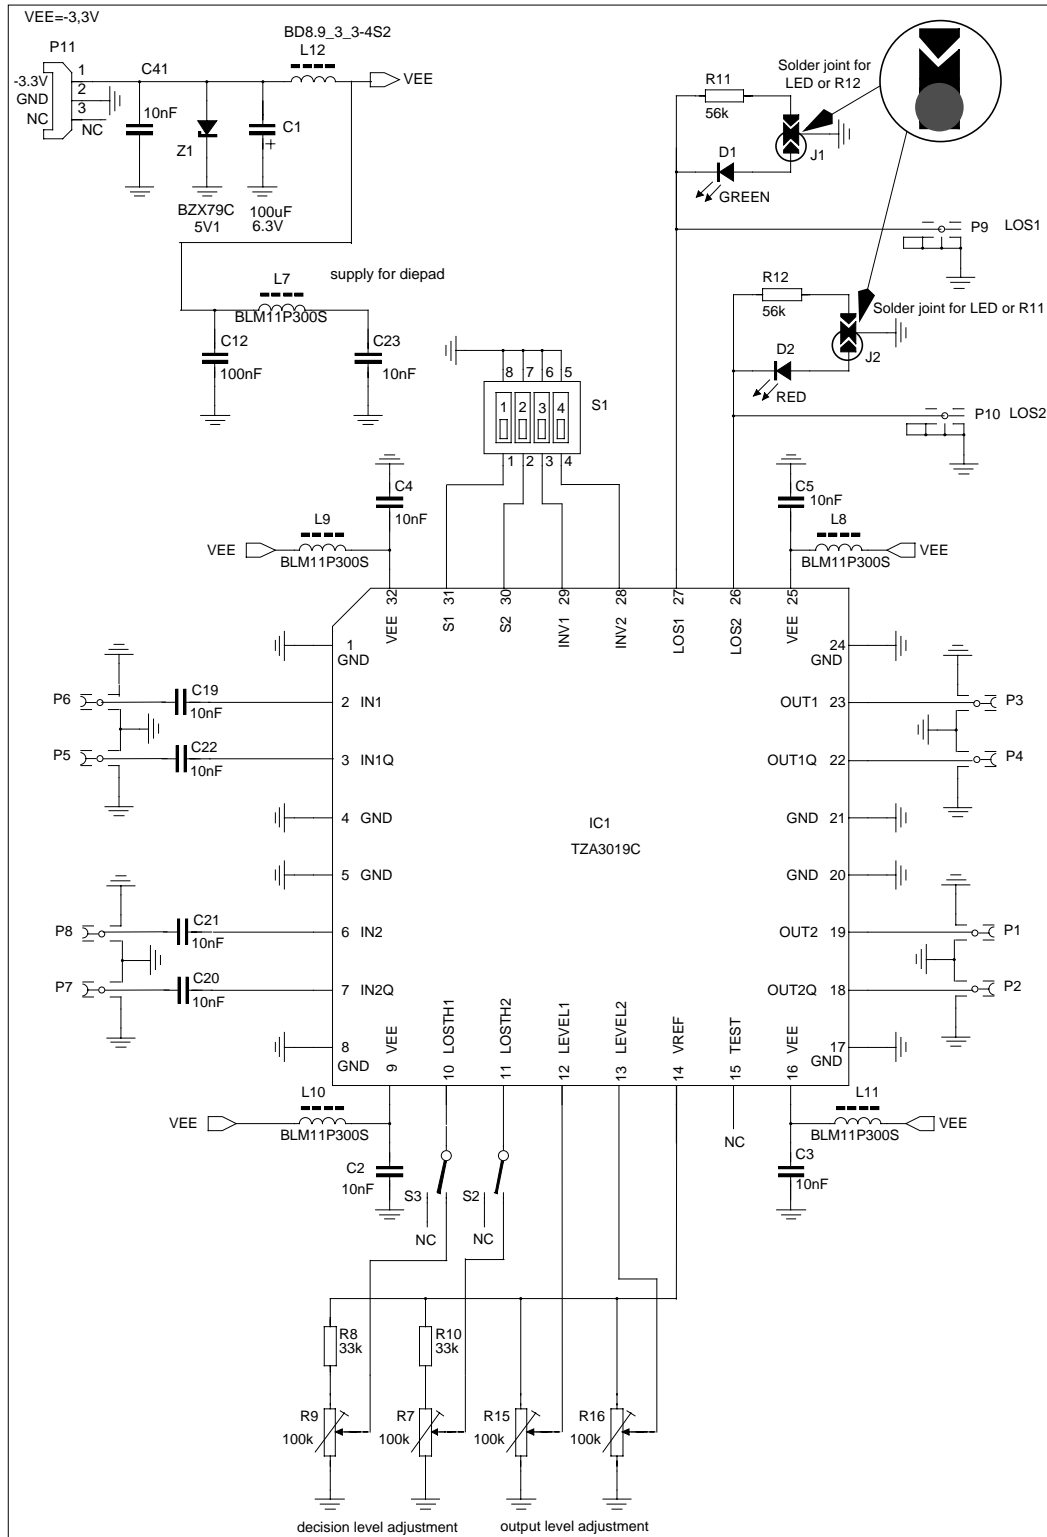 VEE=-3,3V
P11
-3.3V
GND
NC
1
2
3
NC
C41
10nF
Z1
BZX79C
5V1
C1
+
100uF
6.3V
BD8.9_3_3-4S2
L12
VEE
L7
supply for diepad
BLM11P300S
C12
100nF
C23
10nF
R11
56k
Solder joint for
LED or R12
J1
D1
GREEN
P9 LOS1
R12
56k
Solder joint for LED or R11
J2
D2
RED
P10 LOS2
8 7 6 5
1 2 3 4
S1
1 2 3 4
C4
10nF
L9
VEE
BLM11P300S
C5
10nF
L8
VEE
BLM11P300S
32 31 30 29 28 27 26 25
VEE S1 S2 INV1 INV2 LOS1 LOS2 VEE
1
GND
24
GND
P6
C19
10nF
2 IN1
OUT1 23
P3
P5
C22
10nF
3 IN1Q
OUT1Q 22
P4
4 GND
GND 21
IC1
TZA3019C
5 GND
GND 20
P8
C21
10nF
6 IN2
OUT2 19
P1
P7
C20
10nF
7 IN2Q
OUT2Q 18
P2
8
GND
17
GND
VEE LOSTH1 LOSTH2 LEVEL1 LEVEL2 VREF TEST VEE
9 10 11 12 13 14 15 16
L10
VEE
BLM11P300S
C2
10nF
S3
NC
S2
NC
NC
L11
VEE
BLM11P300S
C3
10nF
R8
33k
R10
33k
R9
100k
R7
100k
R15
100k
R16
100k
decision level adjustment
output level adjustment